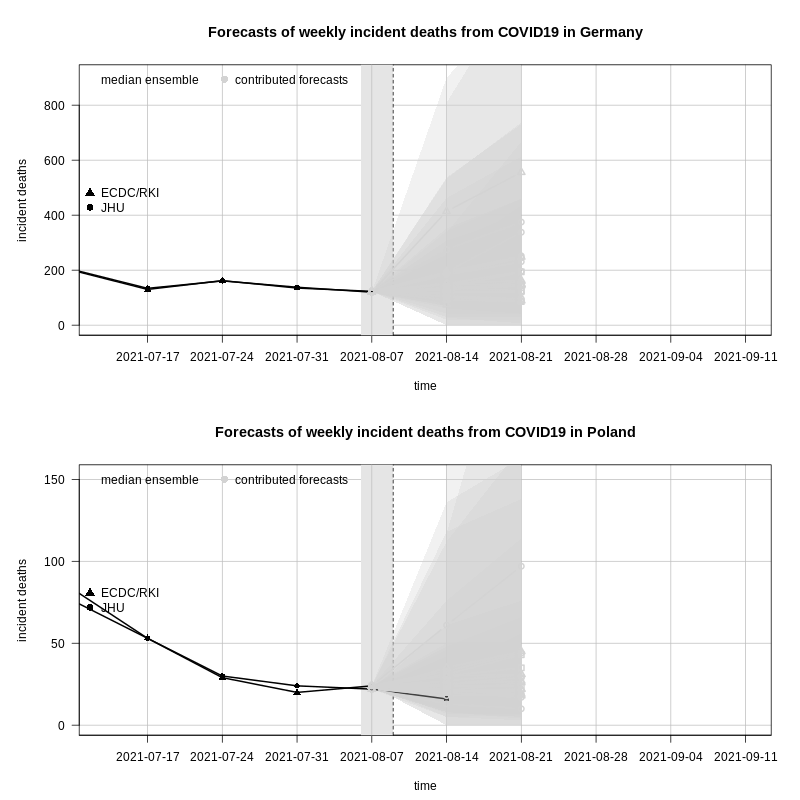 Forecasts of weekly incident deaths from COVID19 in Germany
median ensemble contributed forecasts
800
600
400
200
0
incident deaths
ECDC/RKI
JHU
2021-07-17 2021-07-24 2021-07-31 2021-08-07 2021-08-14 2021-08-21 2021-08-28 2021-09-04 2021-09-11
time
Forecasts of weekly incident deaths from COVID19 in Poland
median ensemble contributed forecasts
150
100
50
0
incident deaths
ECDC/RKI
JHU
2021-07-17 2021-07-24 2021-07-31 2021-08-07 2021-08-14 2021-08-21 2021-08-28 2021-09-04 2021-09-11
time